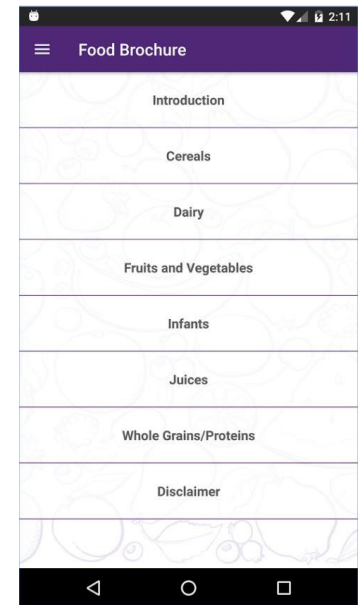 2:11
Food Brochure
Introduction
Cereals
Dairy
Fruits and Vegetables
Infants
Juices
Whole Grains/Proteins
Disclaimer